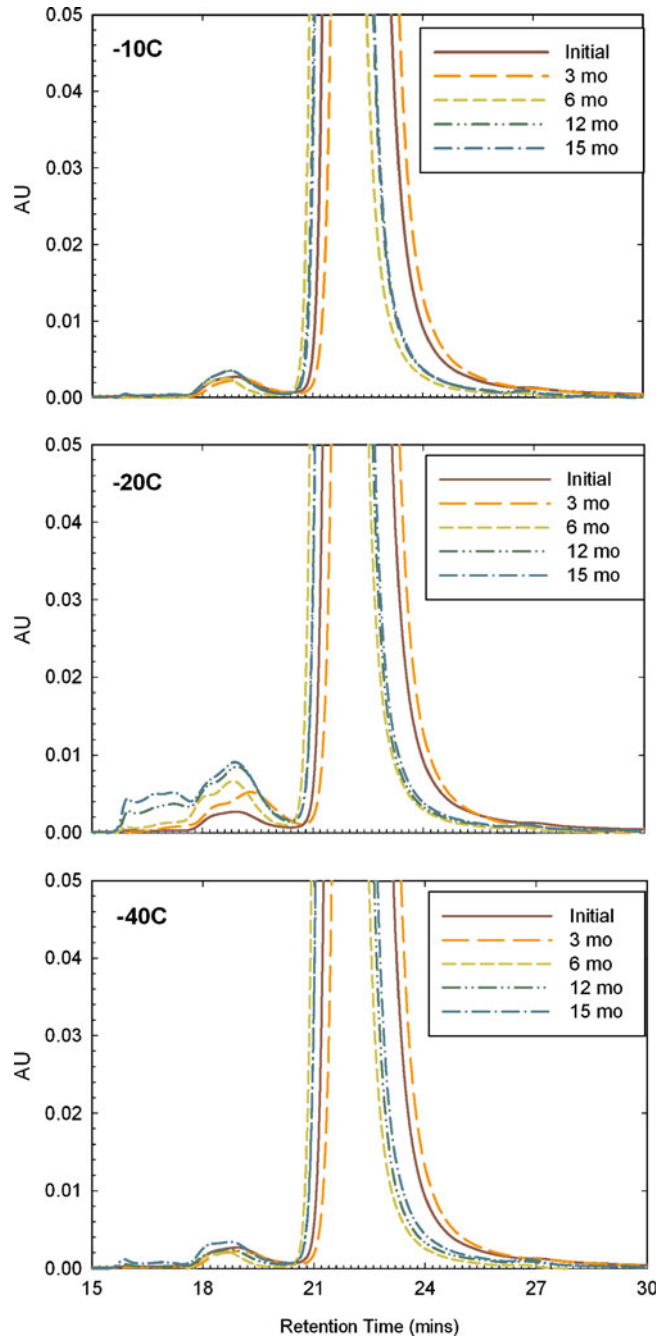 -10C
Initial
3 mo
6 mo
12 mo
15 mo
0.05
0.04
0.03
0.02
0.01
0.00
AU
-20C
Initial
3 mo
6 mo
12 mo
15 mo
0.05
0.04
0.03
0.02
0.01
0.00
AU
-40C
Initial
3 mo
6 mo
12 mo
15 mo
0.05
0.04
0.03
0.02
0.01
0.00
AU
15 18 21 24 27 30
Retention Time (mins)